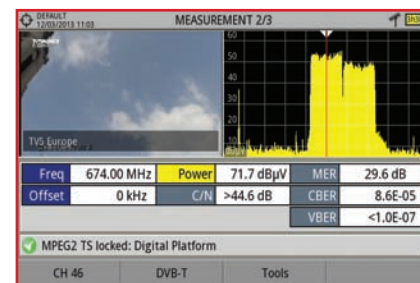 DEFAULT
12/03/2013 11:03
MEASUREMENT 2/3
60
50
40
30
20
TV5 Europe
Freq 674.00 MHz Power 71.7 dBµV MER 29.6 dB
Offset 0 kHz C/N >44.6 dB CBER 8.6E-05
VBER <1.0E-07
MPEG2 TS locked: Digital Platform
CH 46 DVB-T Tools